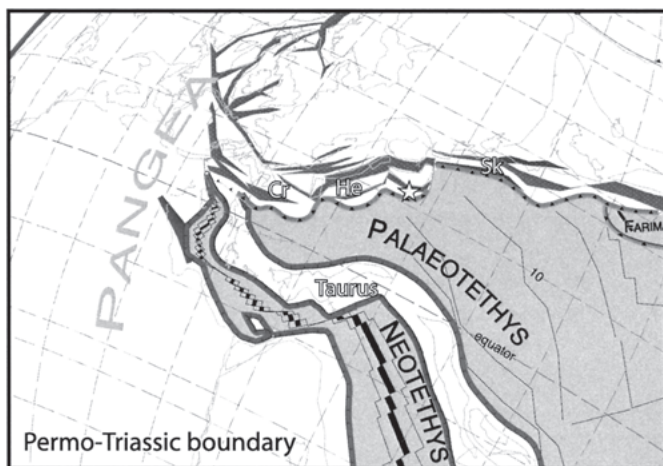 PANGEA
Cr
He
Sk
FARIM
PALAEOTETHYS
10
Taurus
equator
NEOTETHYS
Permo-Triassic boundary